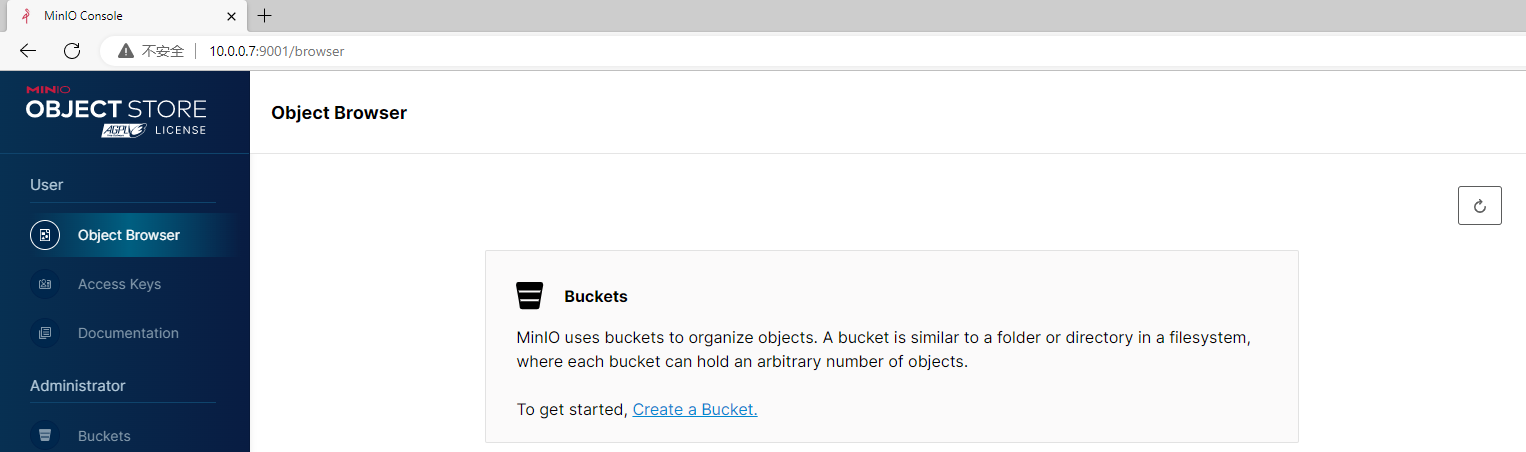 MinIO Console
不安全 10.0.0.7:9001/browser
MINIO
OBJECT STORE
AGPLv3 LICENSE
Object Browser
User
Object Browser
Access Keys
Documentation
Administrator
Buckets
Buckets
MinIO uses buckets to organize objects. A bucket is similar to a folder or directory in a filesystem,
where each bucket can hold an arbitrary number of objects.
To get started, Create a Bucket.